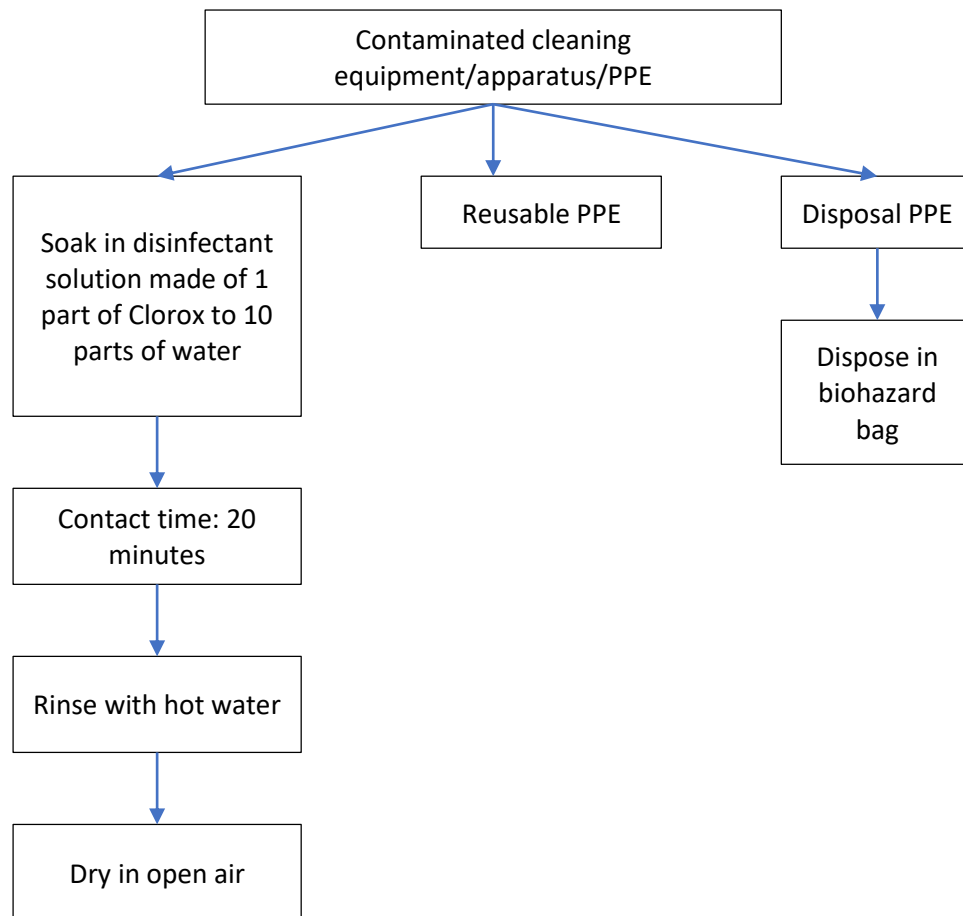 Contaminated cleaning
equipment/apparatus/PPE
Soak in disinfectant
solution made of 1
part of Clorox to 10
parts of water
Reusable PPE
Disposal PPE
Dispose in
biohazard
bag
Contact time: 20
minutes
Rinse with hot water
Dry in open air